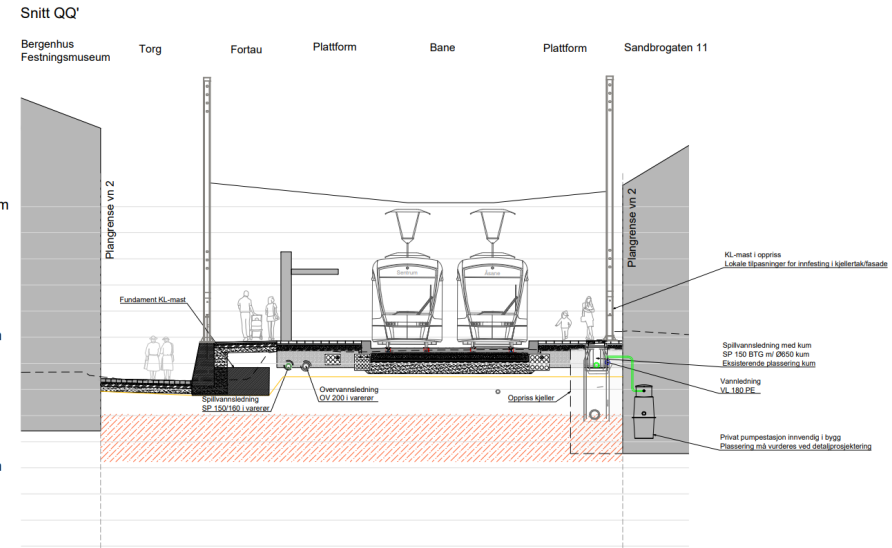 Snitt QQ'
Bergenhus
Festningsmuseum
Torg
Fortau
Plattform
Bane
Plattform
Sandbrogaten 11
m
Plangrense vn 2
Plangrense vn 2
Sentrum
Åsane
KL-mast i oppriss
Lokale tilpasninger for innfesting i kjellertak/fasade
Fundament KL-mast
n
Spillvannsledning med kum
SP 150 BTG m/ Ø650 kum
Eksisterende plassering kum
Vannledning
VL 180 PE
Spillvannsledning
SP 150/160 i varerør
Overvannsledning
OV 200 i varerør
Oppriss kjeller
Privat pumpestasjon innvendig i bygg
Plassering må vurderes ved detaljprosjektering
n